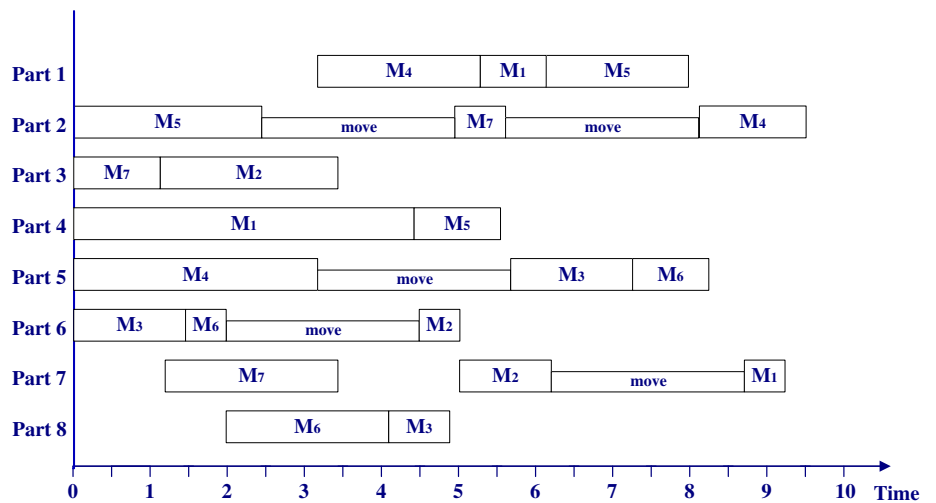 Part 1 M4 M1 M5
Part 2 M5 move M7 move M4
Part 3 M7 M2
Part 4 M1 M5
Part 5 M4 move M3 M6
Part 6 M3 M6 move M2
Part 7 M7 M2 move M1
Part 8 M6 M3
0 1 2 3 4 5 6 7 8 9 10 Time